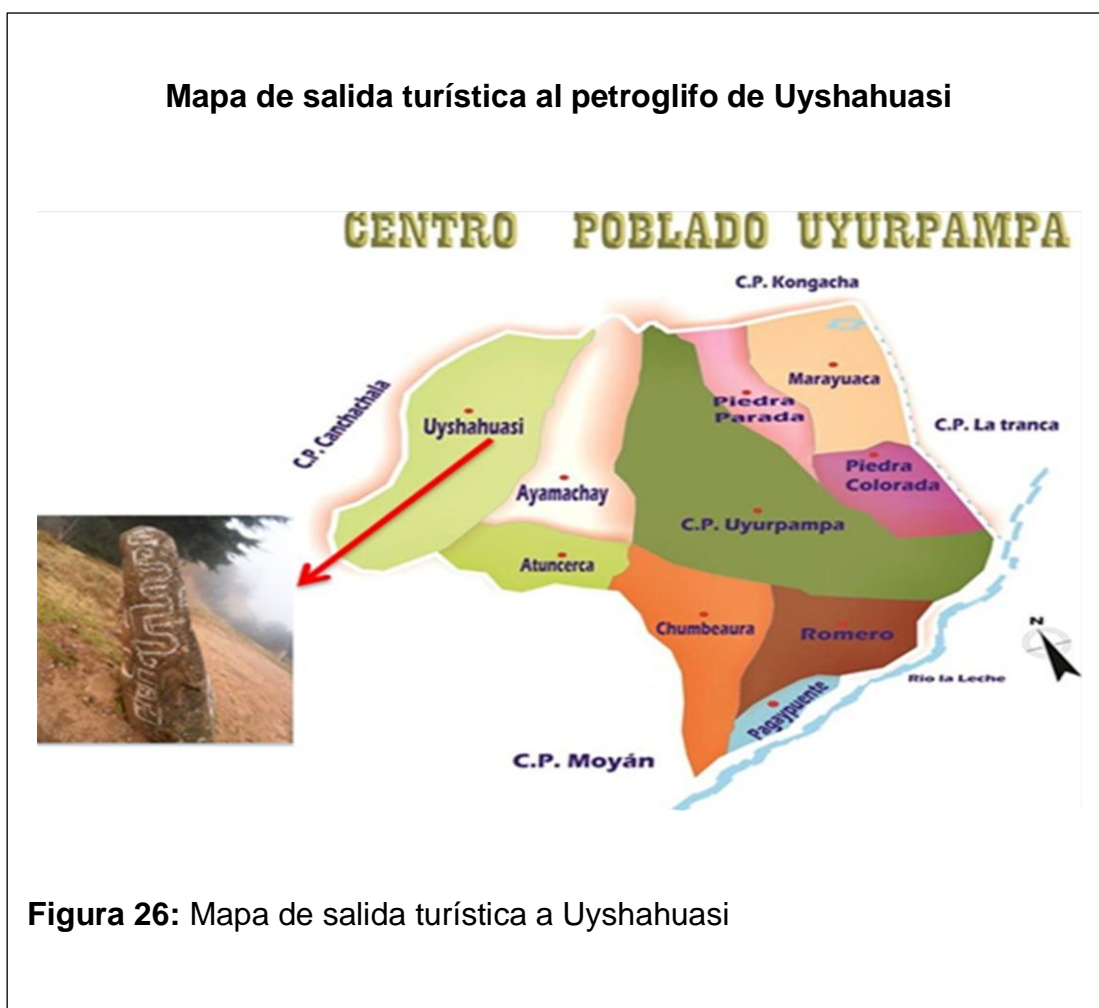 Mapa de salida turística al petroglifo de Uyshahuasi
CENTRO POBLADO UYURPAMPA
C.P. Kongacha
Marayuaca
Piedra
Parada
C.P. Canchachala
Uyshahuasi
C.P. La tranca
Piedra
Colorada
Ayamachay
C.P. Uyurpampa
Atuncerca
Chumbeaura
Romero
N
Rio la Leche
Pagaypuente
C.P. Moyán
Figura 26: Mapa de salida turística a Uyshahuasi